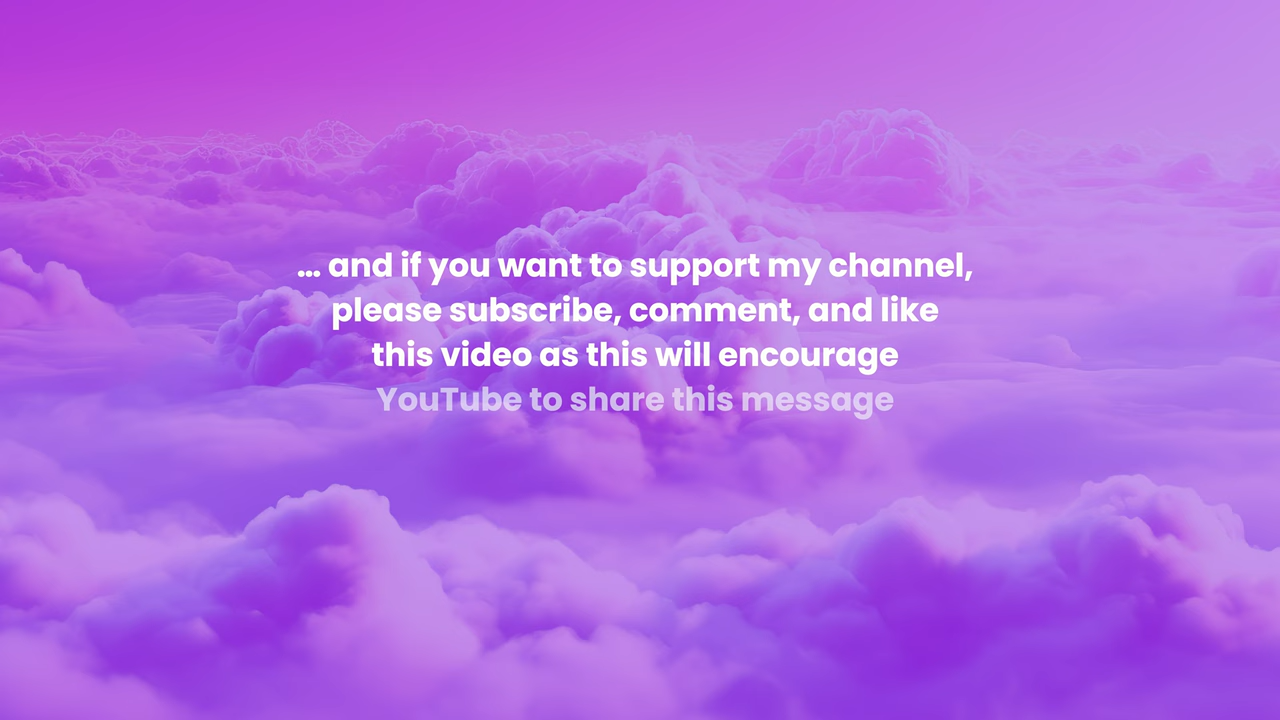 ... and if you want to support my channel,
please subscribe, comment, and like
this video as this will encourage
YouTube to share this message